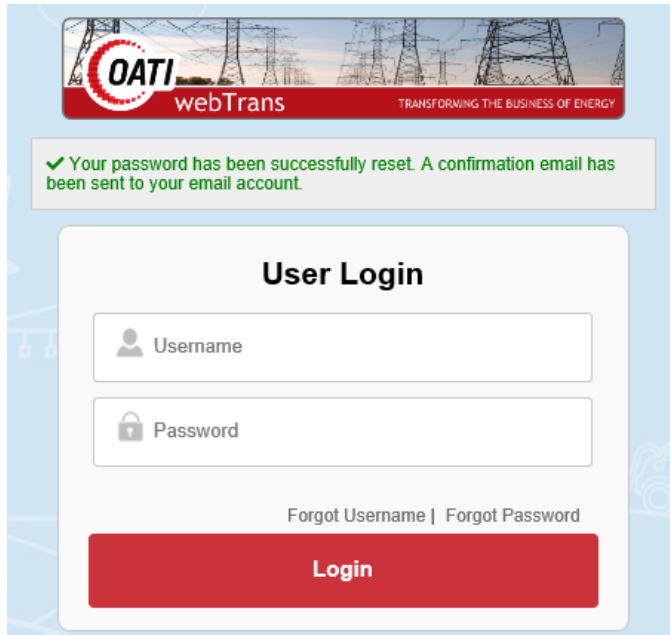 OATI
webTrans
TRANSFORMING THE BUSINESS OF ENERGY
Your password has been successfully reset. A confirmation email has
been sent to your email account.
User Login
Username
Password
Forgot Username | Forgot Password
Login